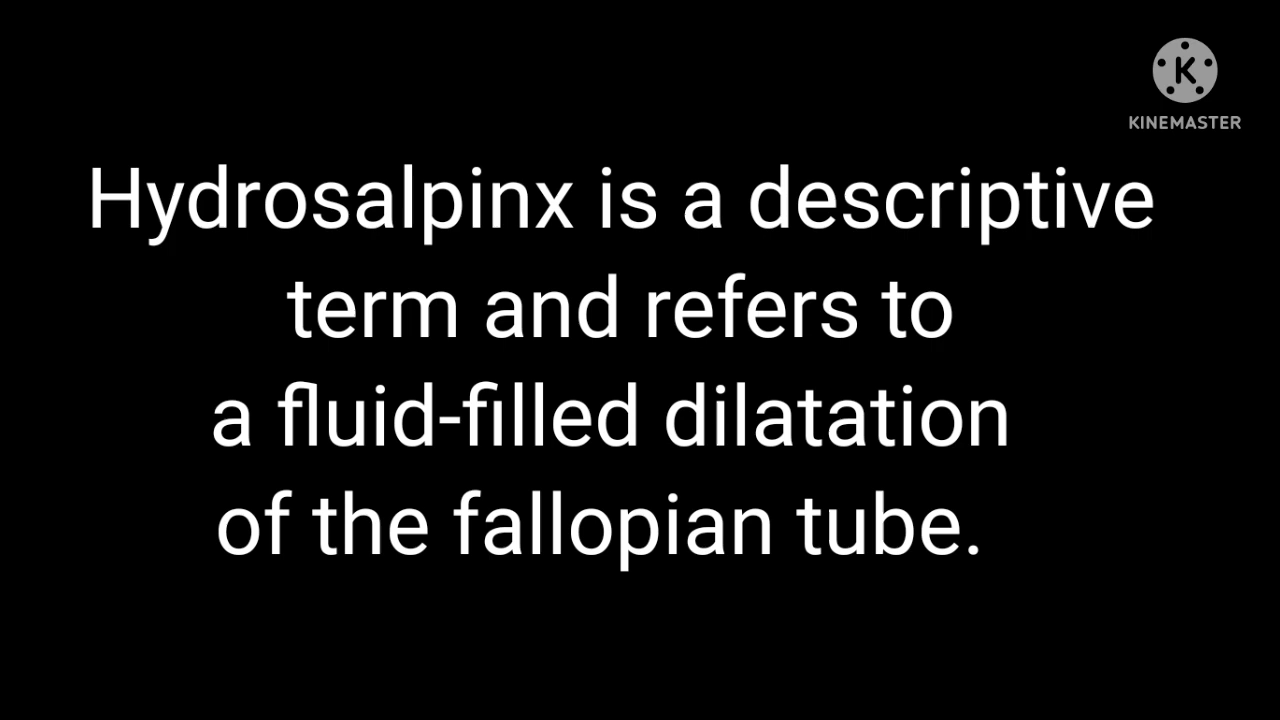 K
KINEMASTER
Hydrosalpinx is a descriptive
term and refers to
a fluid-filled dilatation
of the fallopian tube.